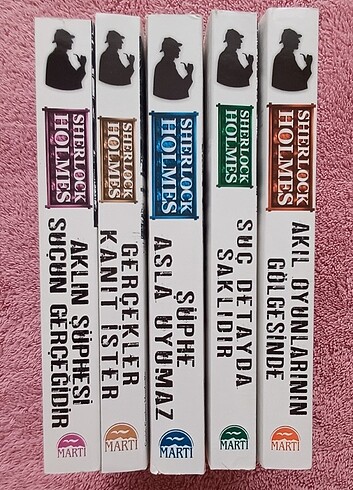 SHERLOCK
HOLMES
AKLIN ŞÜPHESİ
SUÇUN GERÇEĞİDİR
MARTI
SHERLOCK
HOLMES
GERÇEKLER
KANIT İSTER
MARTI
SHERLOCK
HOLMES
ŞÜPHE
ASLA UYUMAZ
MARTI
SHERLOCK
HOLMES
SUÇ DETAYDA
SAKLIDIR
MARTI
SHERLOCK
HOLMES
AKIL OYUNLARININ
GÖLGESİNDE
MARTI